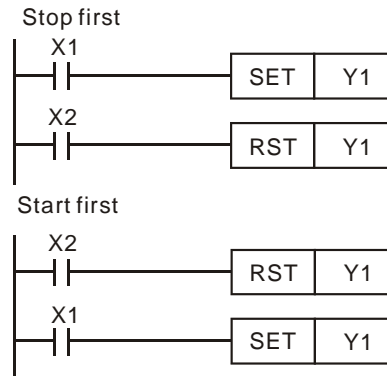 Stop first
X1
SET Y1
X2
RST Y1
Start first
X2
RST Y1
X1
SET Y1